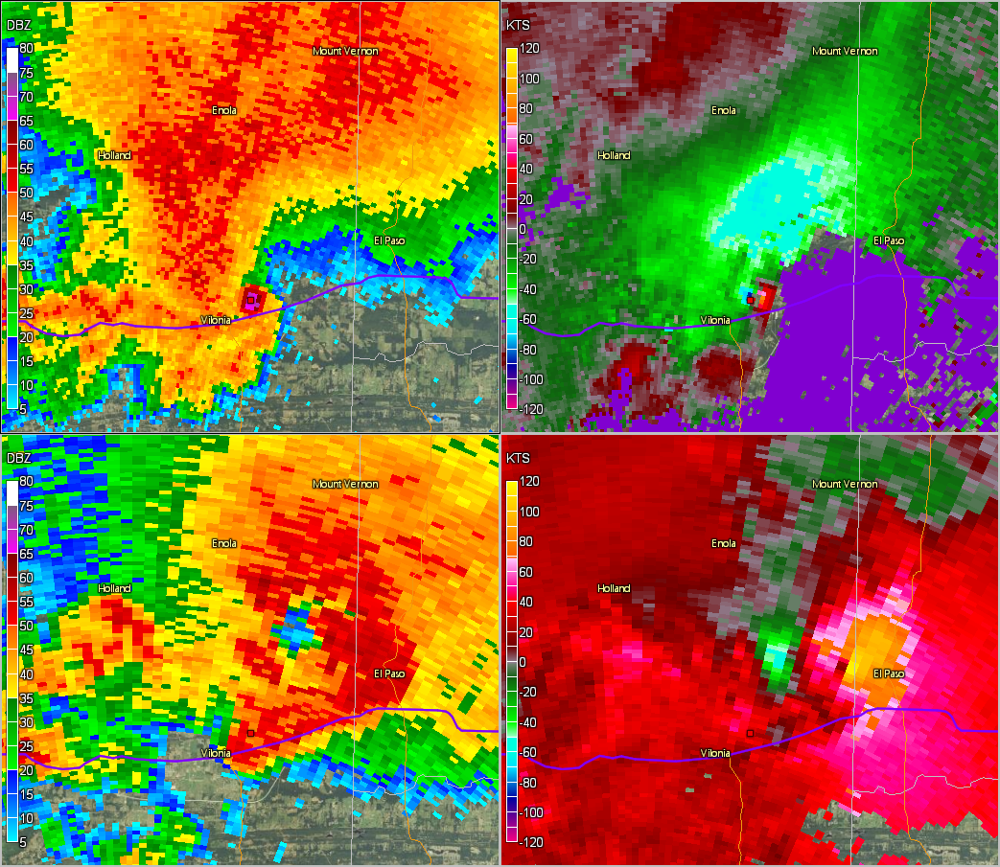 DBZ
80
75
70
65
60
55
50
45
40
35
30
25
20
15
10
5
Mount Vernon
Enola
Holland
El Paso
Vilonia
KTS
120
100
80
60
40
20
0
-20
-40
-60
-80
-100
-120
Mount Vernon
Enola
Holland
El Paso
Vilonia
DBZ
80
75
70
65
60
55
50
45
40
35
30
25
20
15
10
5
Mount Vernon
Enola
Holland
El Paso
Vilonia
KTS
120
100
80
60
40
20
0
-20
-40
-60
-80
-100
-120
Mount Vernon
Enola
Holland
El Paso
Vilonia